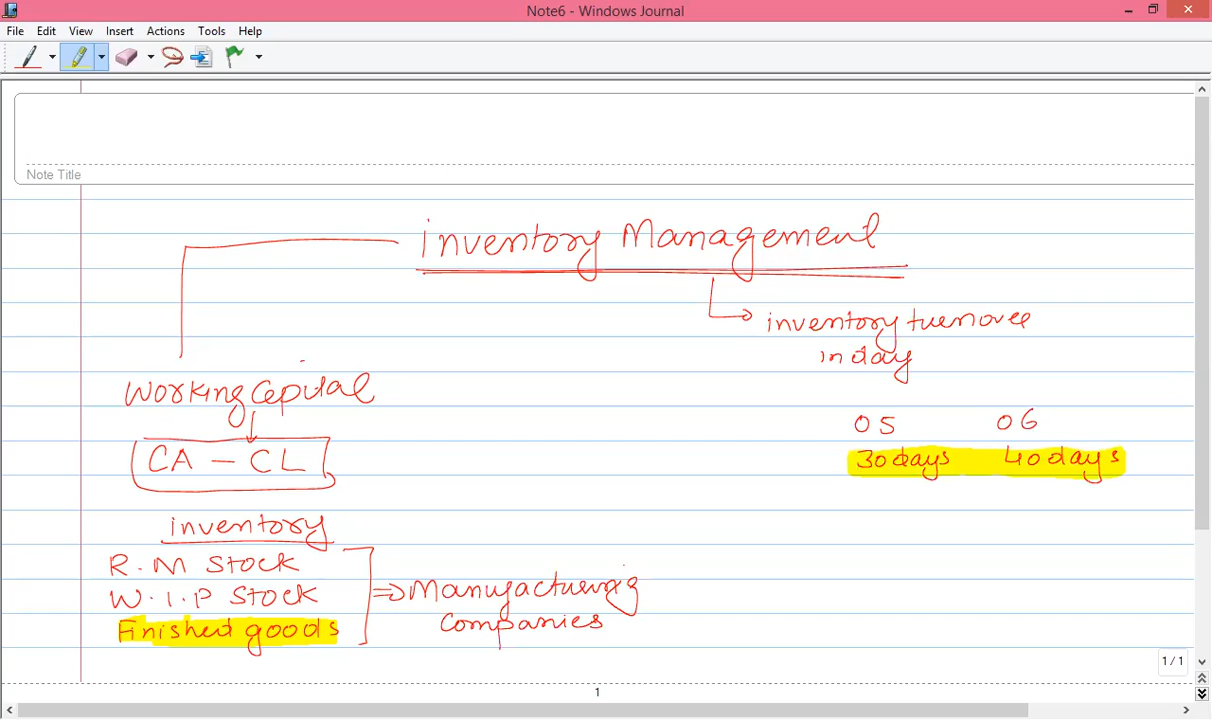 Note6 - Windows Journal
File Edit View Insert Actions Tools Help
Note Title
inventory Management
inventory turnover
in day
Working Capital
CA - CL
05 06
30 days 40 days
inventory
R.M Stock
W.I.P Stock
Finished goods
Manufacturing
Companies
1 / 1
1